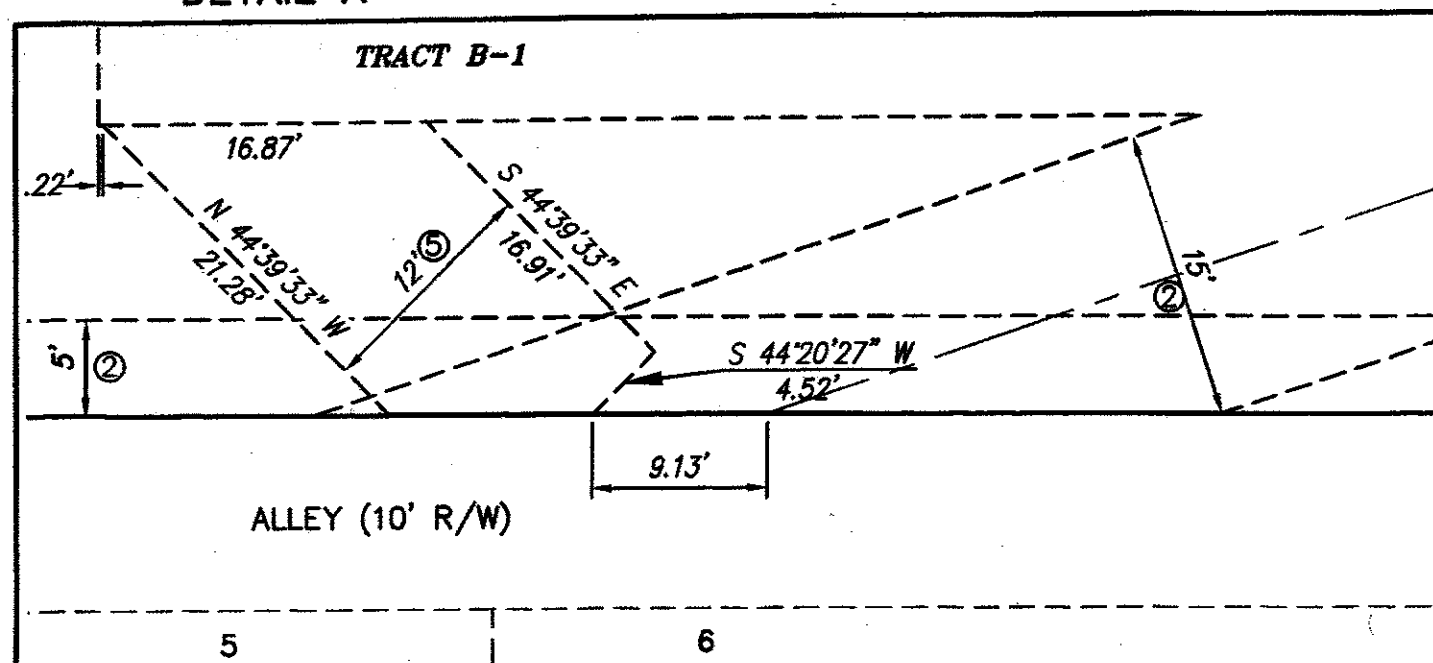 TRACT B-1
16.87'
.22'
N 44°39'33" W
21.28'
12' ⑤
S 44°39'33" E
16.91'
15'
②
5' ②
S 44°20'27" W
4.52'
9.13'
ALLEY (10' R/W)
5
6